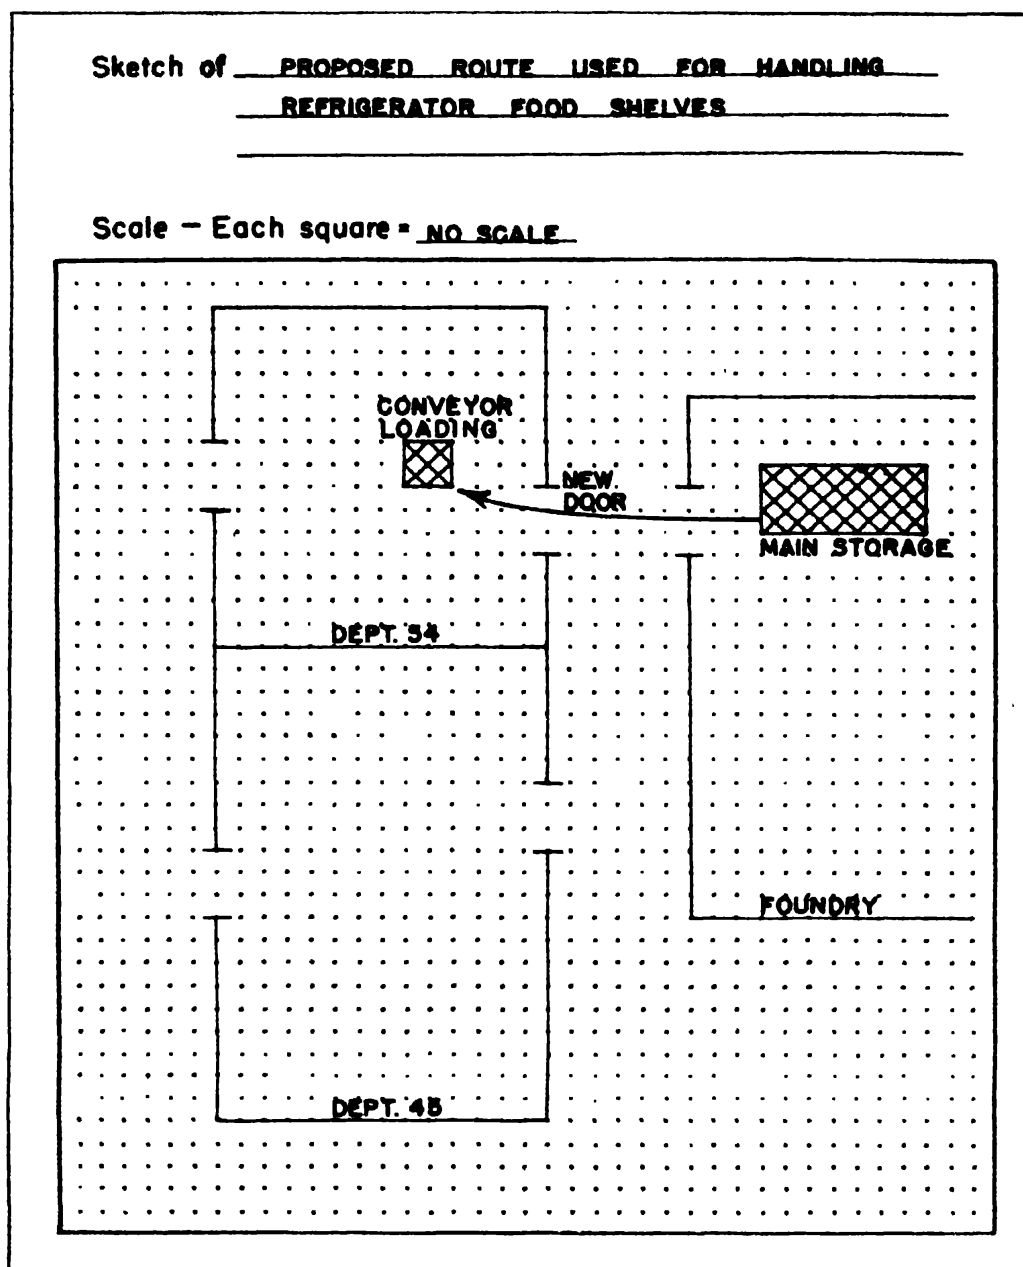 Sketch of PROPOSED ROUTE USED FOR HANDLING
REFRIGERATOR FOOD SHELVES
Scale - Each square = NO SCALE
CONVEYOR
LOADING
NEW
DOOR
MAIN STORAGE
DEPT. 54
FOUNDRY
DEPT. 45